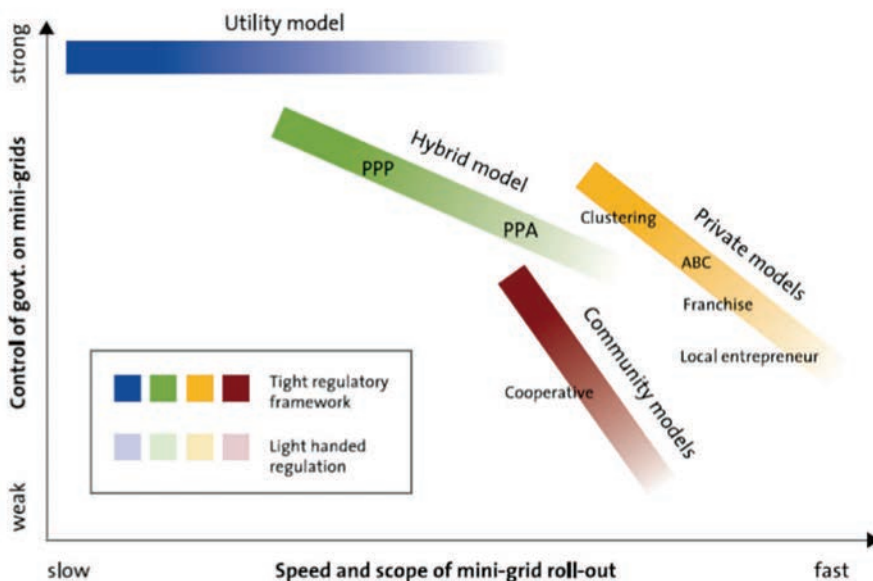 Utility model
strong
Control of govt. on mini-grids
weak
Hybrid model
PPP
PPA
Private models
Clustering
ABC
Franchise
Local entrepreneur
Community models
Cooperative
Tight regulatory
framework
Light handed
regulation
slow
Speed and scope of mini-grid roll-out
fast